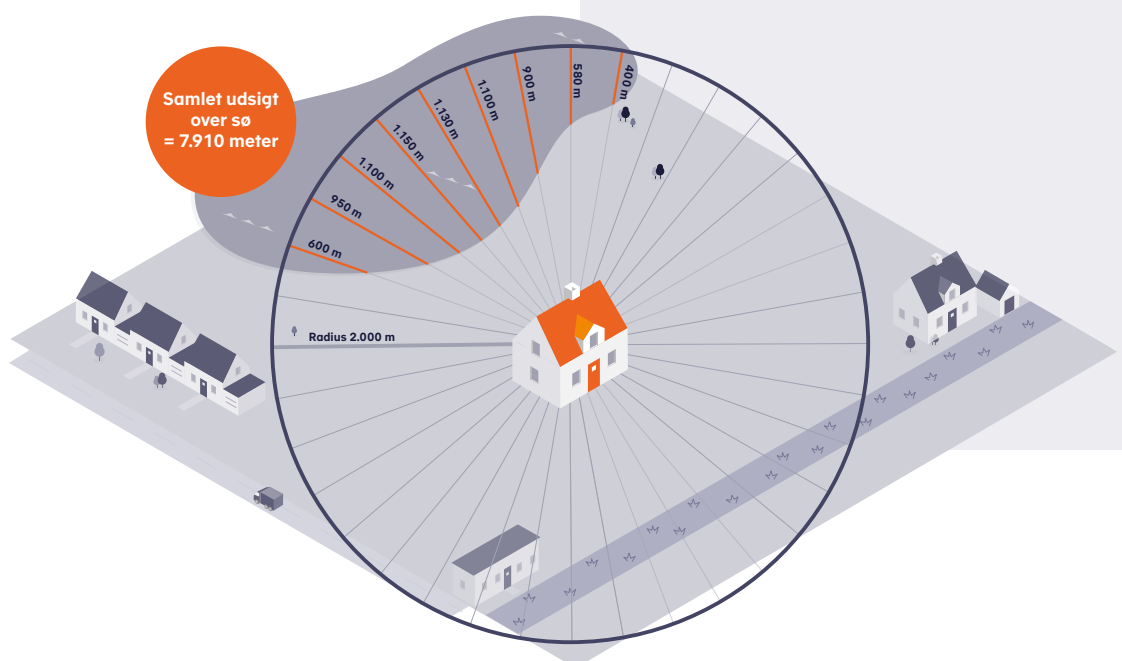 Samlet udsigt
over sø
= 7.910 meter
600 m
950 m
1.100 m
1.150 m
1.130 m
1.100 m
900 m
580 m
400 m
Radius 2.000 m